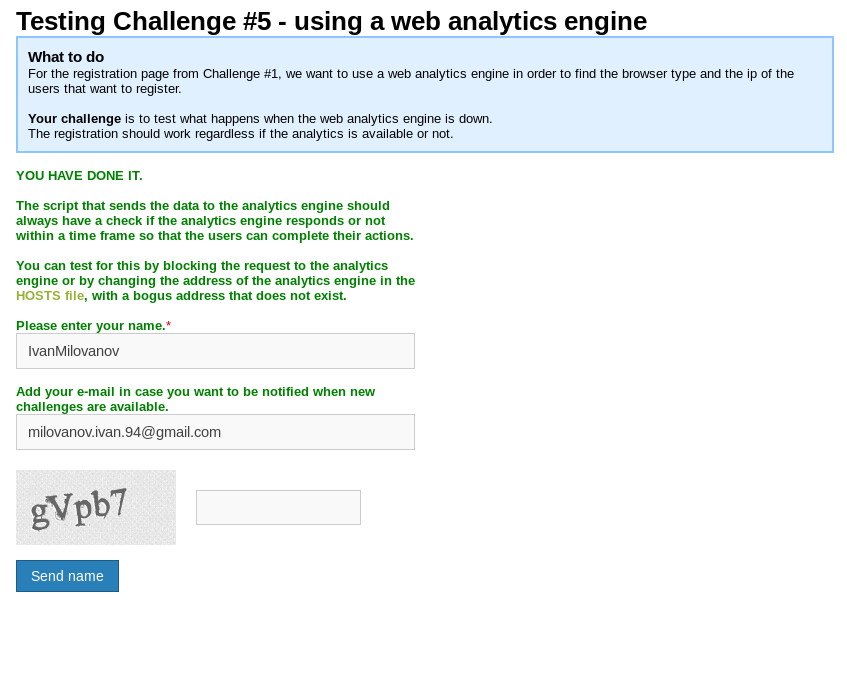 Testing Challenge #5 - using a web analytics engine
What to do
For the registration page from Challenge #1, we want to use a web analytics engine in order to find the browser type and the ip of the
users that want to register.
Your challenge is to test what happens when the web analytics engine is down.
The registration should work regardless if the analytics is available or not.
YOU HAVE DONE IT.
The script that sends the data to the analytics engine should
always have a check if the analytics engine responds or not
within a time frame so that the users can complete their actions.
You can test for this by blocking the request to the analytics
engine or by changing the address of the analytics engine in the
HOSTS file, with a bogus address that does not exist.
Please enter your name.*
IvanMilovanov
Add your e-mail in case you want to be notified when new
challenges are available.
milovanov.ivan.94@gmail.com
gVpb7
Send name